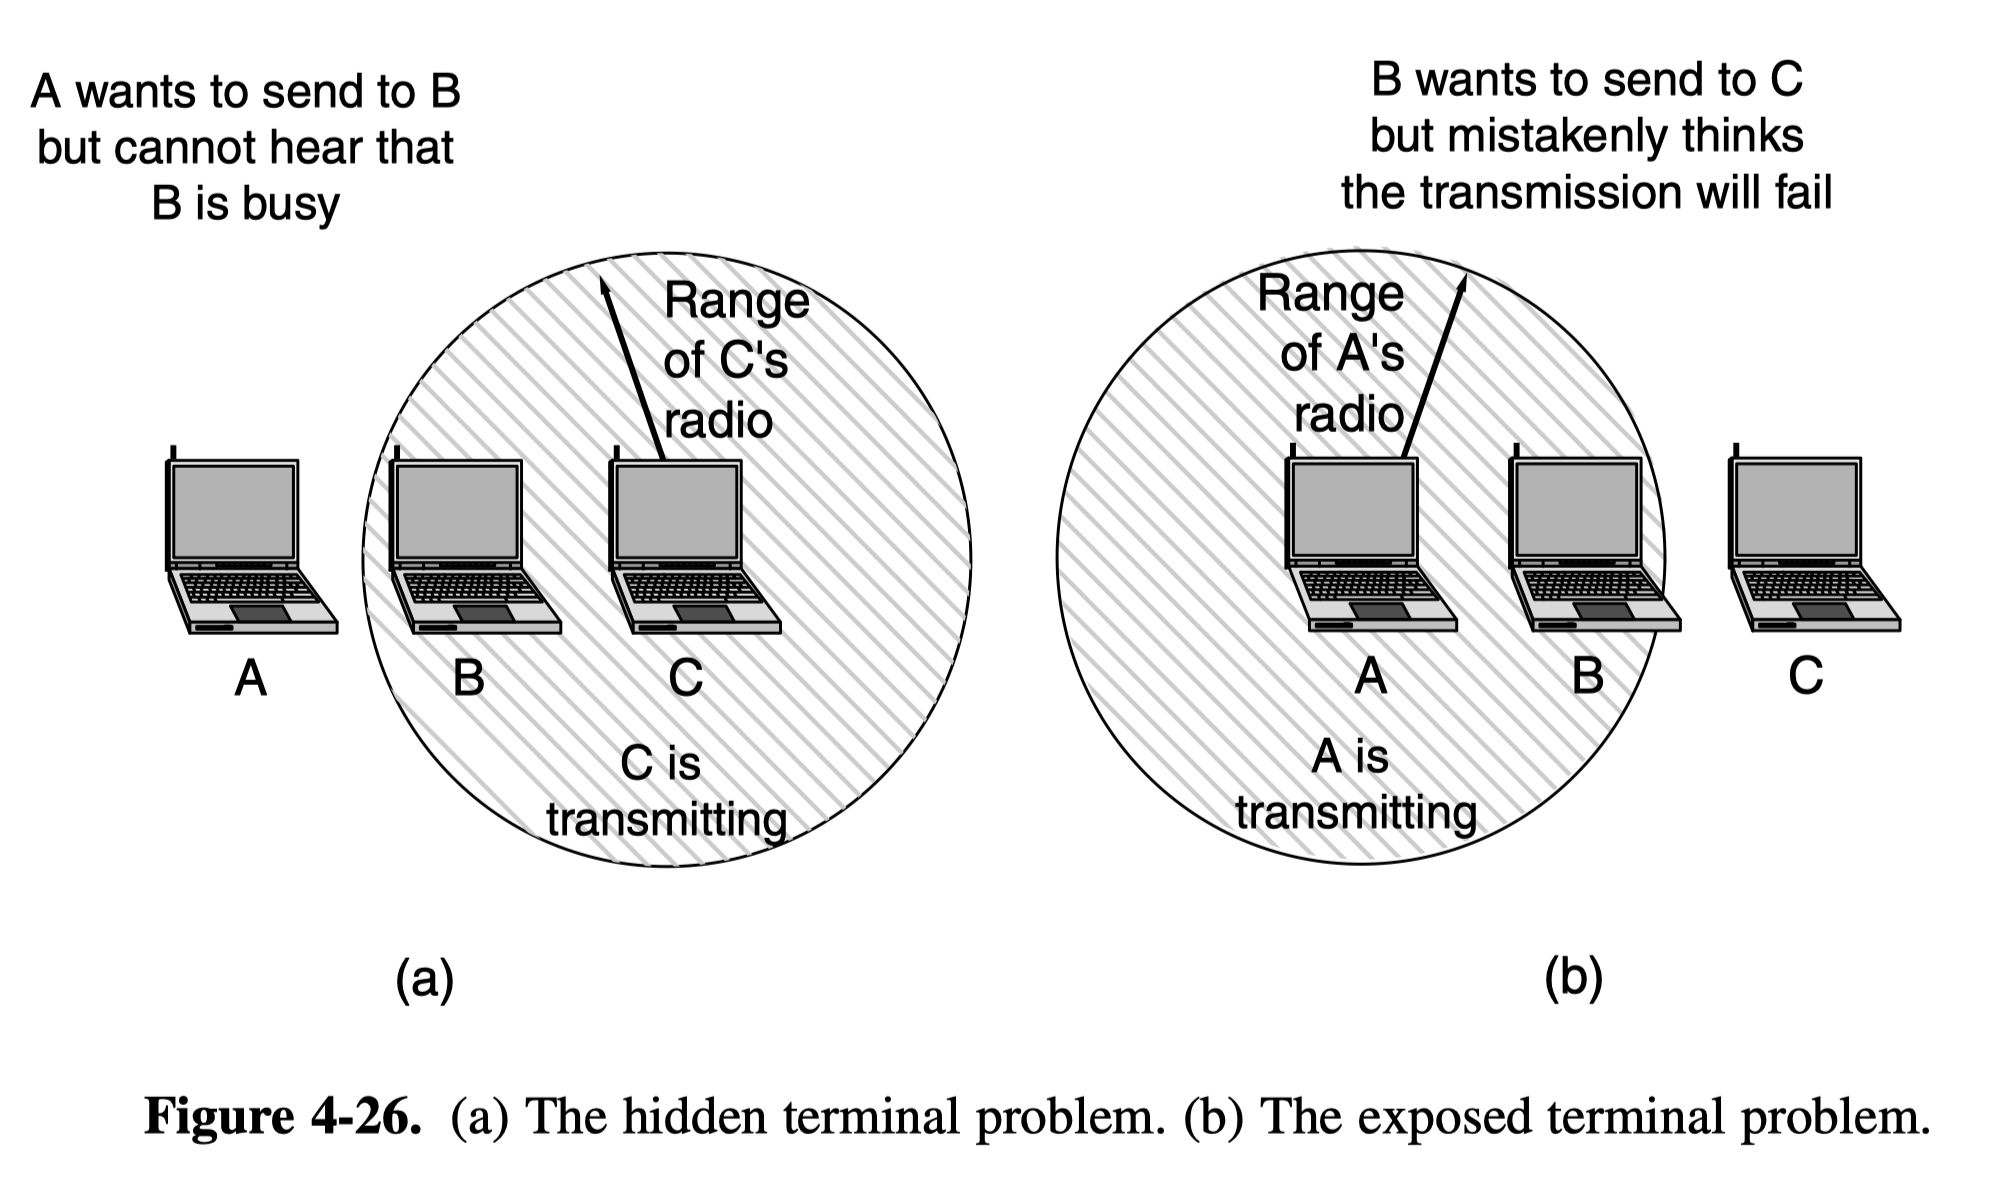 A wants to send to B
but cannot hear that
B is busy
Range
of C's
radio
A
B
C
C is
transmitting
(a)
B wants to send to C
but mistakenly thinks
the transmission will fail
Range
of A's
radio
A
B
C
A is
transmitting
(b)
Figure 4-26. (a) The hidden terminal problem. (b) The exposed terminal problem.